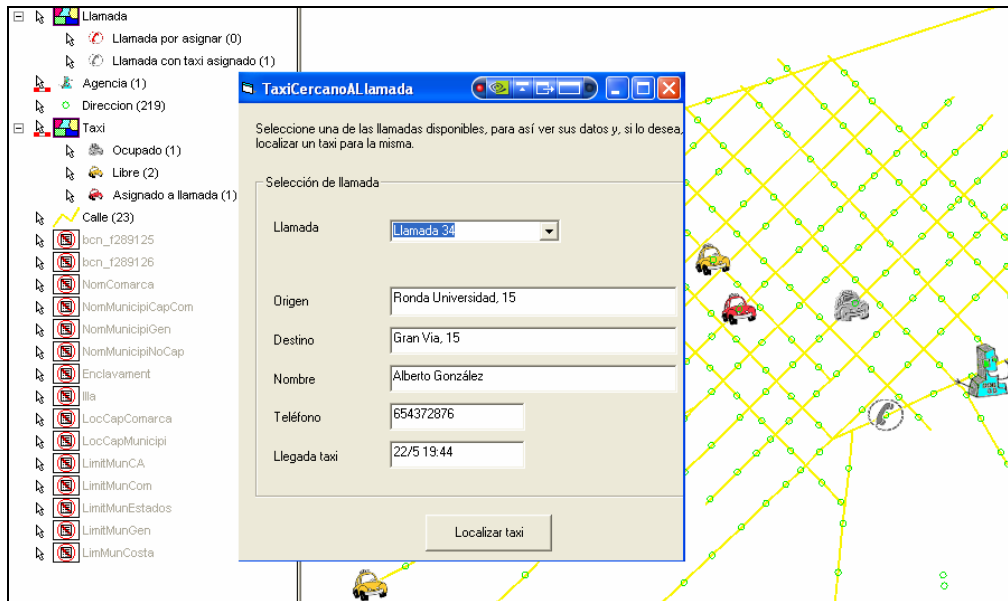 Llamada
Llamada por asignar (0)
Llamada con taxi asignado (1)
Agencia (1)
Direccion (219)
Taxi
Ocupado (1)
Libre (2)
Asignado a llamada (1)
Calle (23)
bcn_f289125
bcn_f289126
NomComarca
NomMunicipiCapCom
NomMunicipiGen
NomMunicipiNoCap
Enclavament
Illa
LocCapComarca
LocCapMunicipi
LimitMunCA
LimitMunCom
LimitMunEstados
LimitMunGen
LimMunCosta
TaxiCercanoALlamada
Seleccione una de las llamadas disponibles, para así ver sus datos y, si lo desea,
localizar un taxi para la misma.
Selección de llamada
Llamada
Llamada 34
Origen
Ronda Universidad, 15
Destino
Gran Via, 15
Nombre
Alberto González
Teléfono
654372876
Llegada taxi
22/5 19:44
Localizar taxi